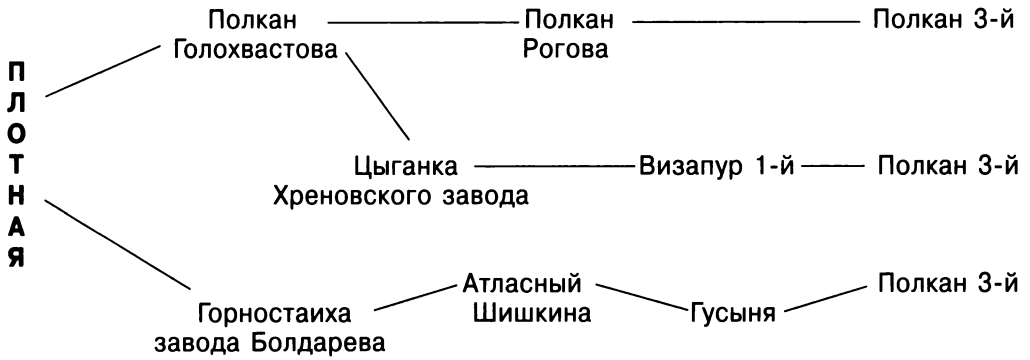 ПЛОТНАЯ
Полкан
Голохвастова
Полкан
Рогова
Полкан 3-й
Цыганка
Хреновского завода
Визапур 1-й
Полкан 3-й
Горностаиха
завода Болдарева
Атласный
Шишкина
Гусыня
Полкан 3-й